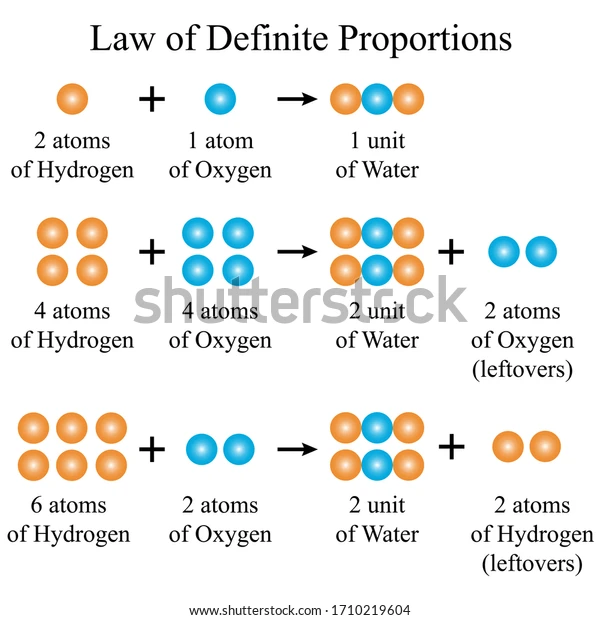 Law of Definite Proportions
+ →
2 atoms 1 atom 1 unit
of Hydrogen of Oxygen of Water
+ → +
shutterstock
4 atoms 4 atoms 2 unit 2 atoms
of Hydrogen of Oxygen of Water of Oxygen
(leftovers)
+ → +
6 atoms 2 atoms 2 unit 2 atoms
of Hydrogen of Oxygen of Water of Hydrogen
(leftovers)
www.shutterstock.com · 1710219604